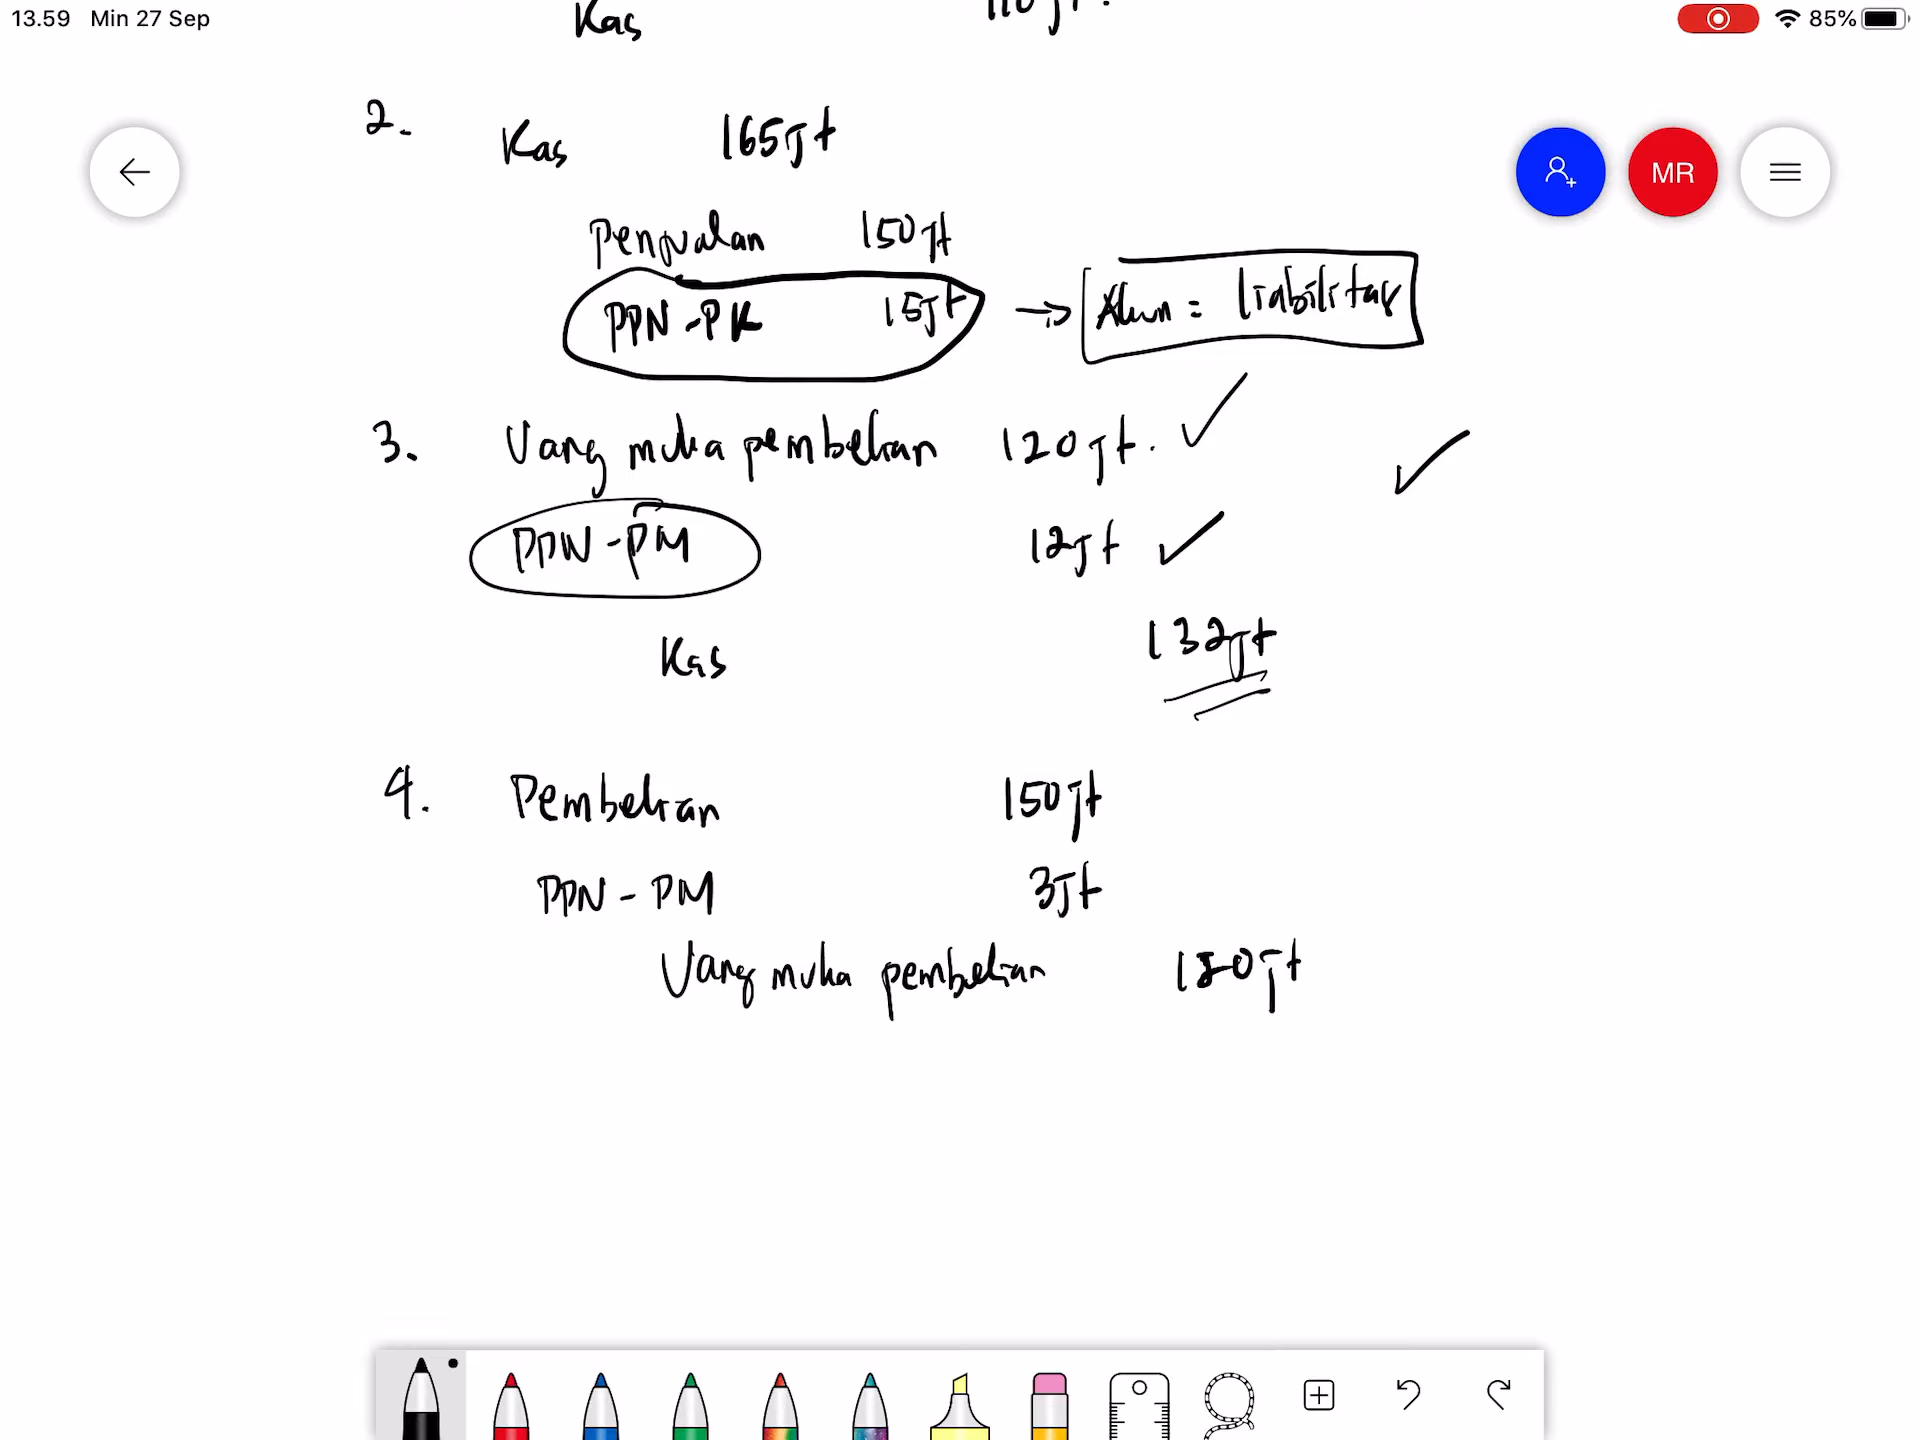 13.59 Min 27 Sep 85%
Kas 110jt.
2. Kas 165jt
MR
Penjualan 150jt
PPN-PK 15jt → Akun = liabilitas
3. Uang muka pembelian 120jt.
PPN-PM 12jt
Kas 132jt
4. Pembelian 150jt
PPN-PM 3jt
Uang muka pembelian